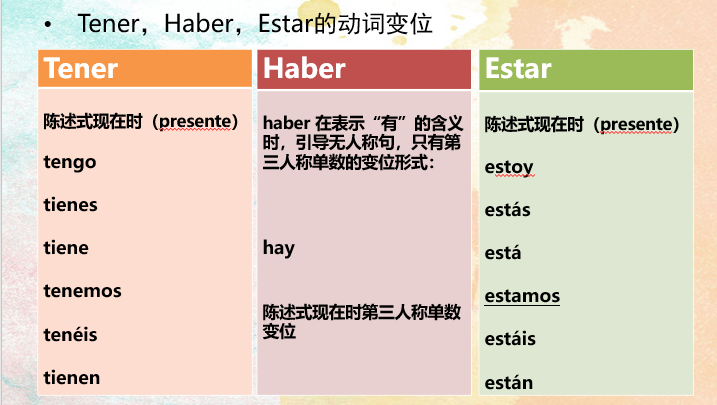 • Tener，Haber，Estar的动词变位
Tener
陈述式现在时（presente）
tengo
tienes
tiene
tenemos
tenéis
tienen
Haber
haber 在表示“有”的含义
时，引导无人称句，只有第
三人称单数的变位形式：
hay
陈述式现在时第三人称单数
变位
Estar
陈述式现在时（presente）
estoy
estás
está
estamos
estáis
están